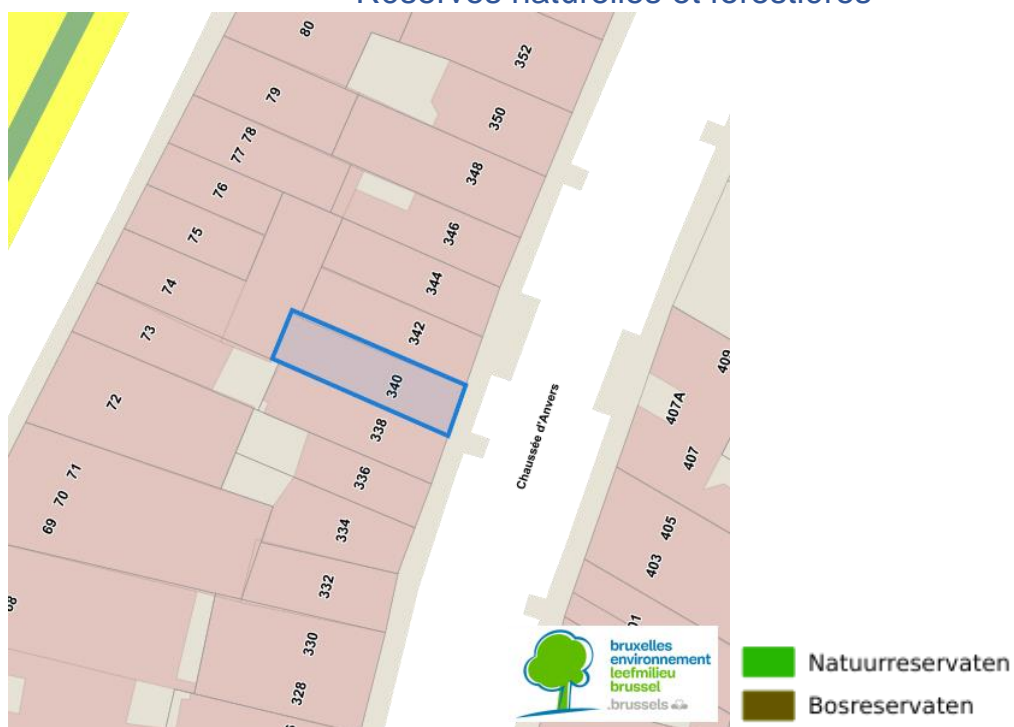 Réserves naturelles et forestières
80
352
79
350
78
77
348
76
346
75
344
74
342
73
340
409
72
407A
338
407
336
71
70
69
334
405
403
332
330
328
Chaussée d'Anvers
bruxelles
environnement
leefmilieu
brussel
.brussels
Natuurreservaten
Bosreservaten